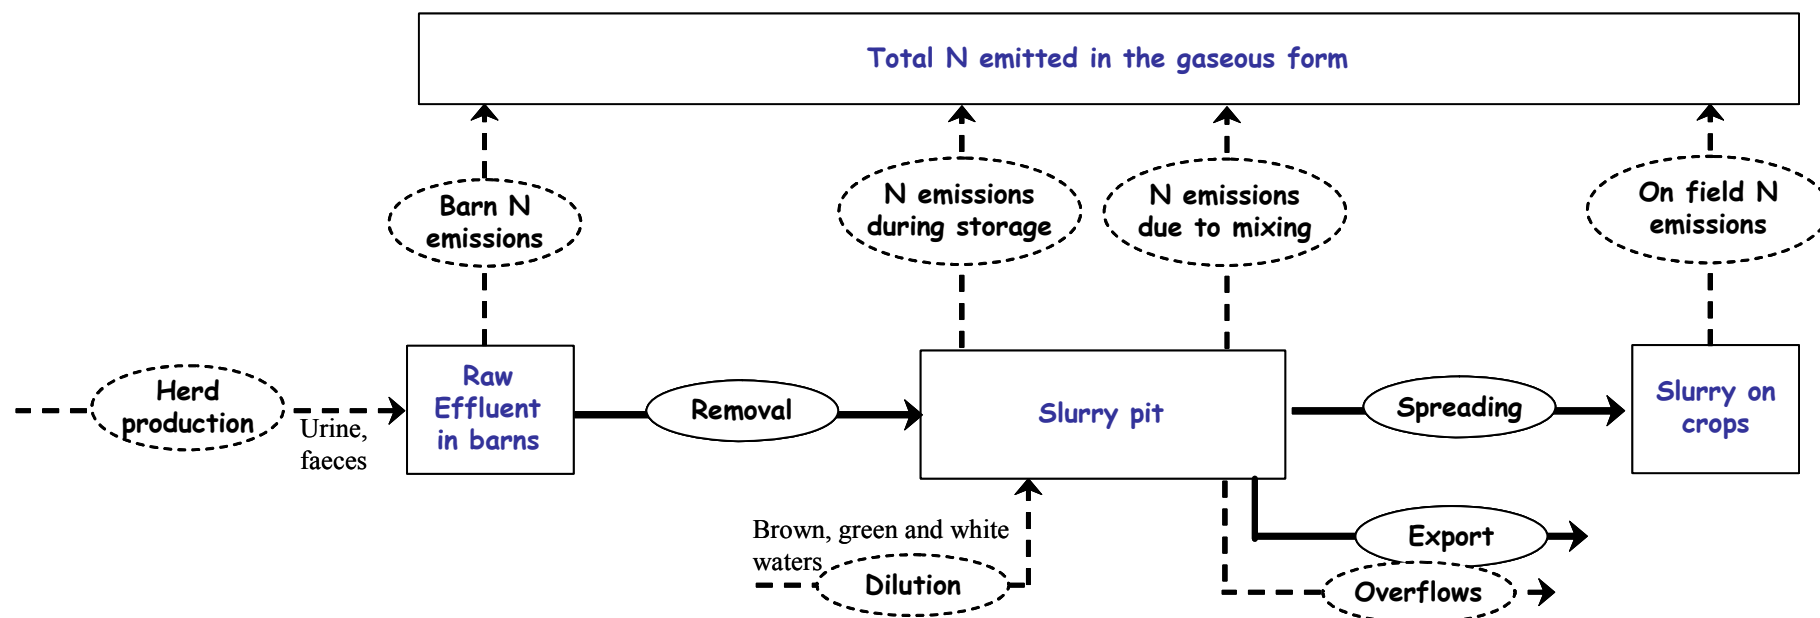 Total N emitted in the gaseous form
Barn N
emissions
N emissions
during storage
N emissions
due to mixing
On field N
emissions
Herd
production
Urine,
faeces
Raw
Effluent
in barns
Removal
Slurry pit
Spreading
Slurry on
crops
Brown, green and white
waters
Dilution
Export
Overflows